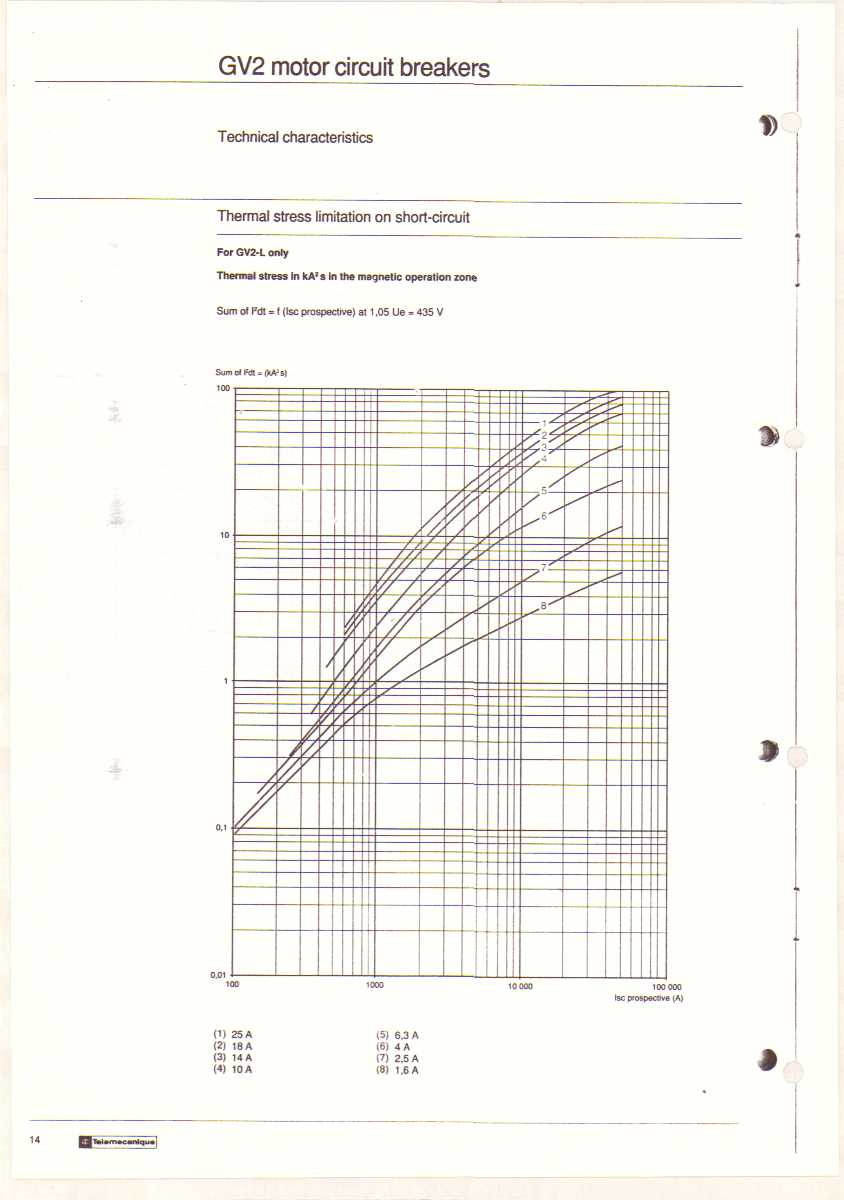 GV2 motor circuit breakers
Technical characteristics
Thermal stress limitation on short-circuit
For GV2-L only
Thermal stress in kA² s in the magnetic operation zone
Sum of I²dt = f (Isc prospective) at 1,05 Ue = 435 V
Sum of I²dt = (kA² s)
100
1
2
3
4
5
6
10
7
8
1
0,1
0,01
100
1000
10 000
100 000
Isc prospective (A)
(1) 25 A
(2) 18 A
(3) 14 A
(4) 10 A
(5) 6,3 A
(6) 4 A
(7) 2,5 A
(8) 1,6 A
14
Telemecanique